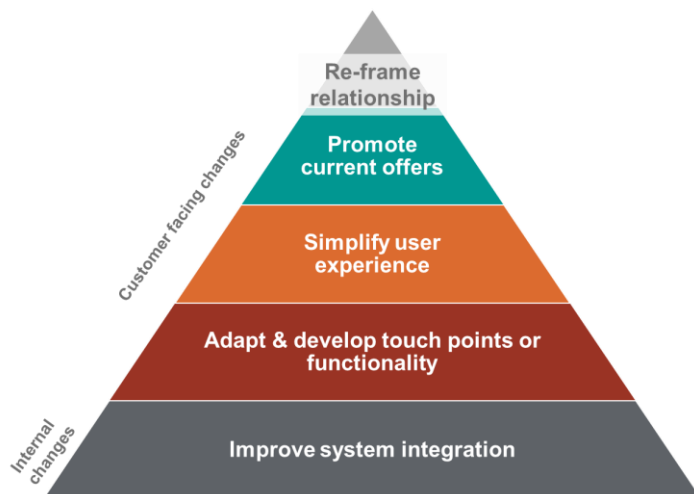 Re-frame
relationship
Promote
current offers
Customer facing changes
Simplify user
experience
Adapt & develop touch points or
functionality
Internal
changes
Improve system integration